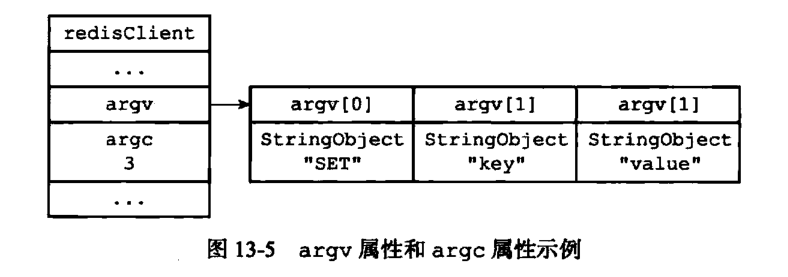 redisClient
...
argv
argv[0] argv[1] argv[1]
argc
3
StringObject StringObject StringObject
"SET" "key" "value"
...
图 13-5 argv 属性和 argc 属性示例